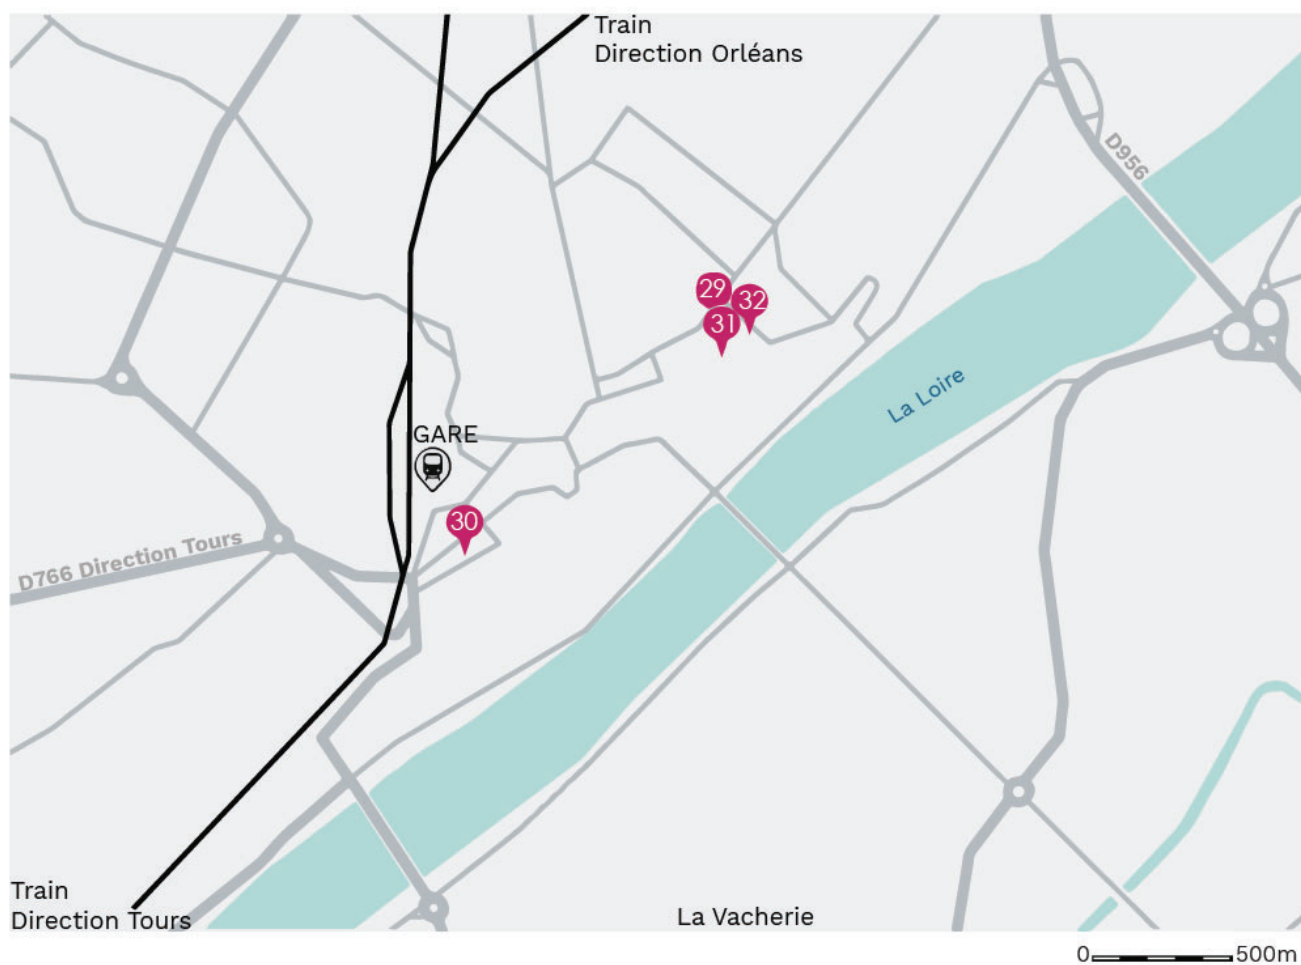 Train
Direction Orléans
D956
29
32
31
La Loire
GARE
30
D766 Direction Tours
Train
Direction Tours
La Vacherie
0 500m